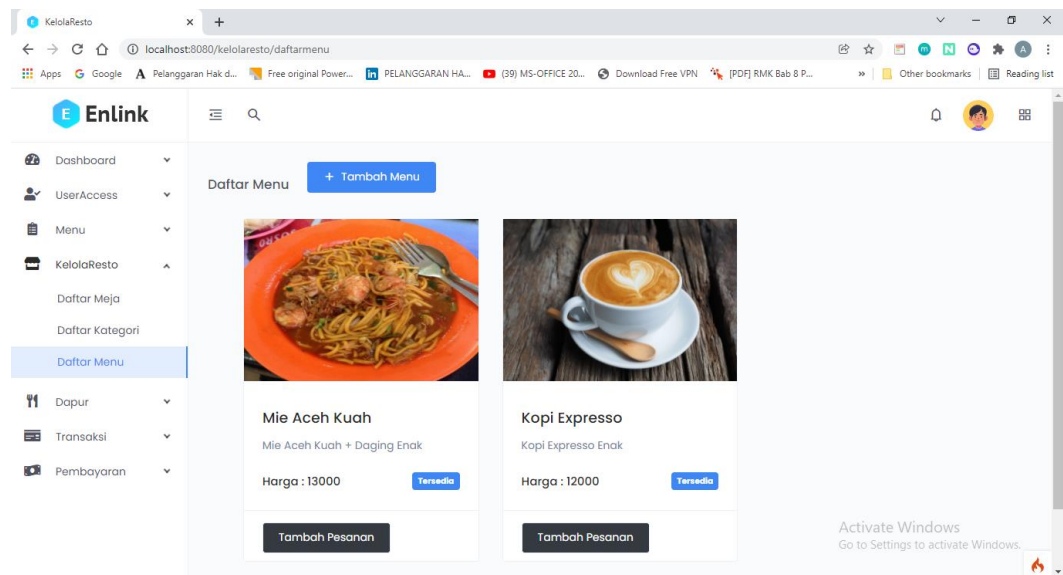 KelolaResto
localhost:8080/kelolaresto/daftarmenu
Apps Google Pelanggaran Hak d... Free original Power... PELANGGARAN HA... (39) MS-OFFICE 20... Download Free VPN [PDF] RMK Bab 8 P... » Other bookmarks Reading list
E Enlink
Dashboard
UserAccess
Menu
KelolaResto
Daftar Meja
Daftar Kategori
Daftar Menu
Dapur
Transaksi
Pembayaran
Daftar Menu
+ Tambah Menu
Mie Aceh Kuah
Mie Aceh Kuah + Daging Enak
Harga : 13000 Tersedia
Tambah Pesanan
Kopi Expresso
Kopi Expresso Enak
Harga : 12000 Tersedia
Tambah Pesanan
Activate Windows
Go to Settings to activate Windows.